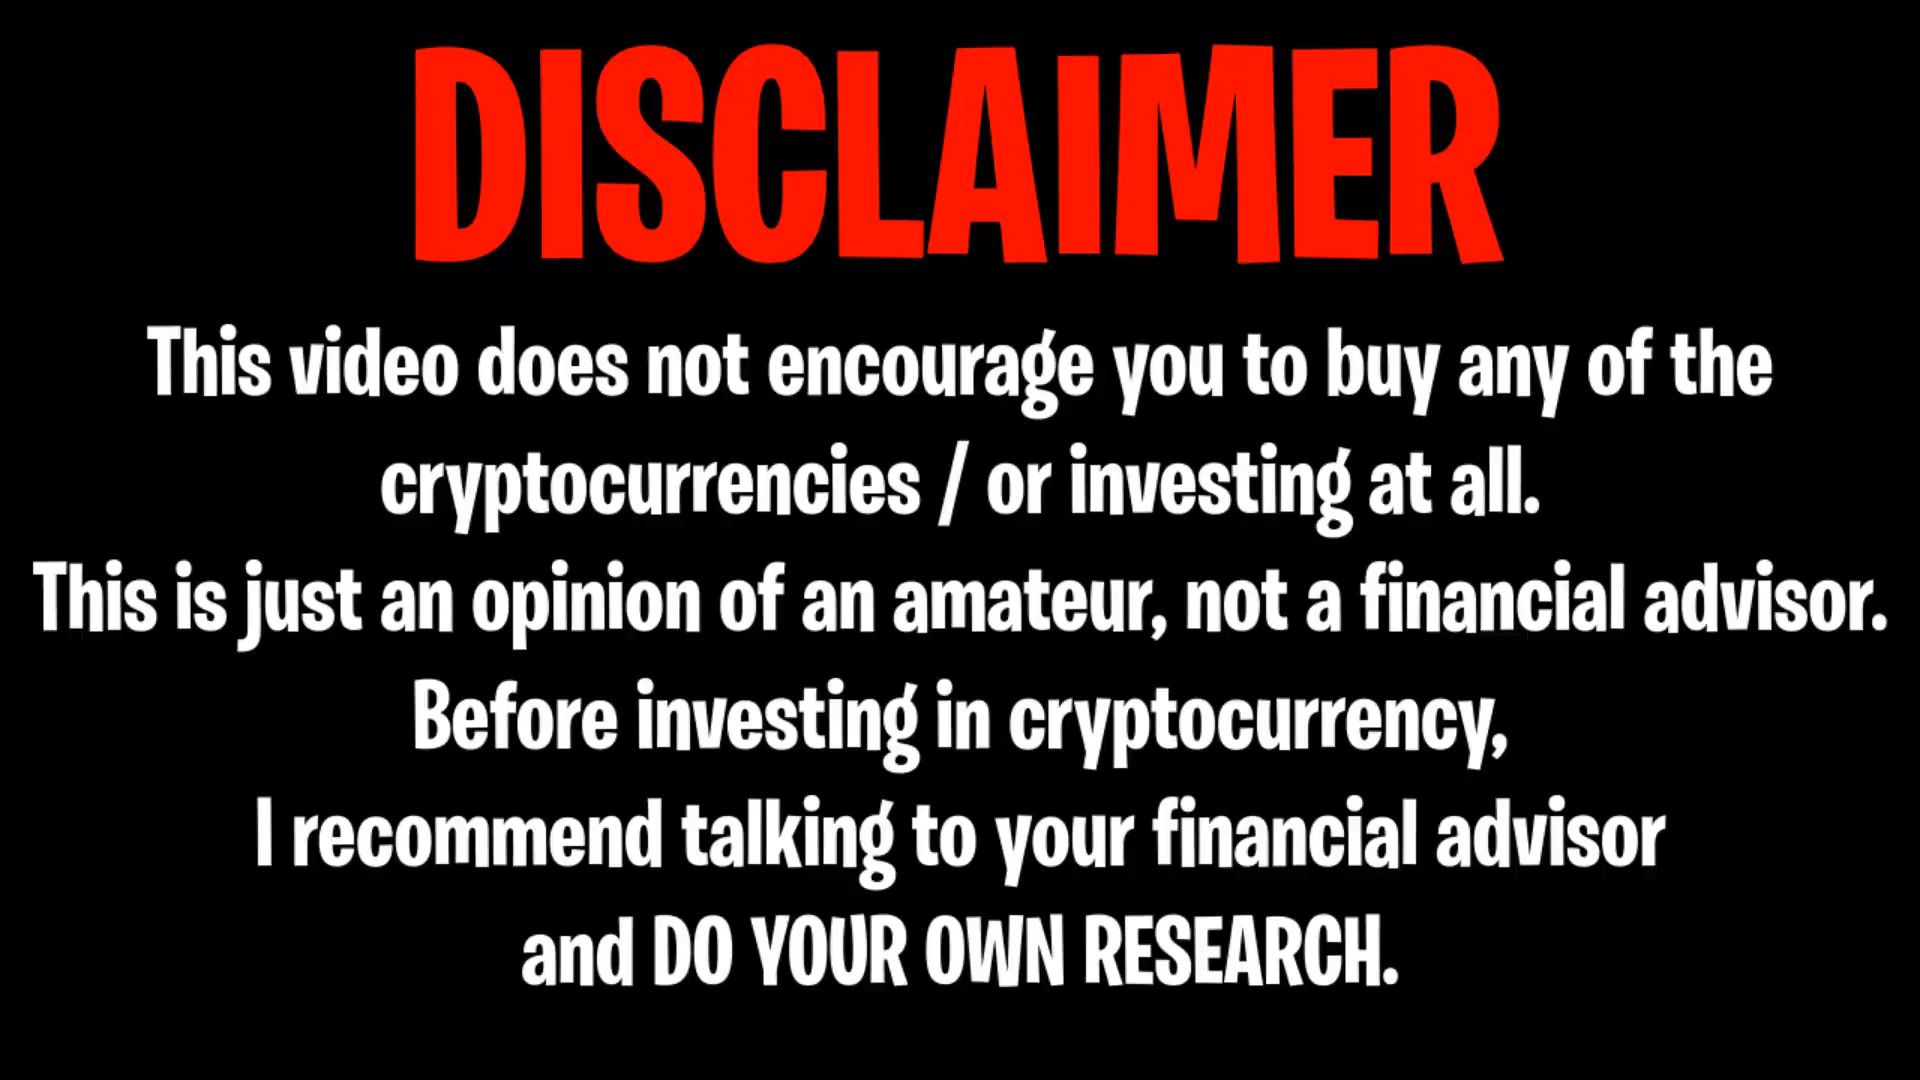 DISCLAIMER
This video does not encourage you to buy any of the
cryptocurrencies / or investing at all.
This is just an opinion of an amateur, not a financial advisor.
Before investing in cryptocurrency,
I recommend talking to your financial advisor
and DO YOUR OWN RESEARCH.